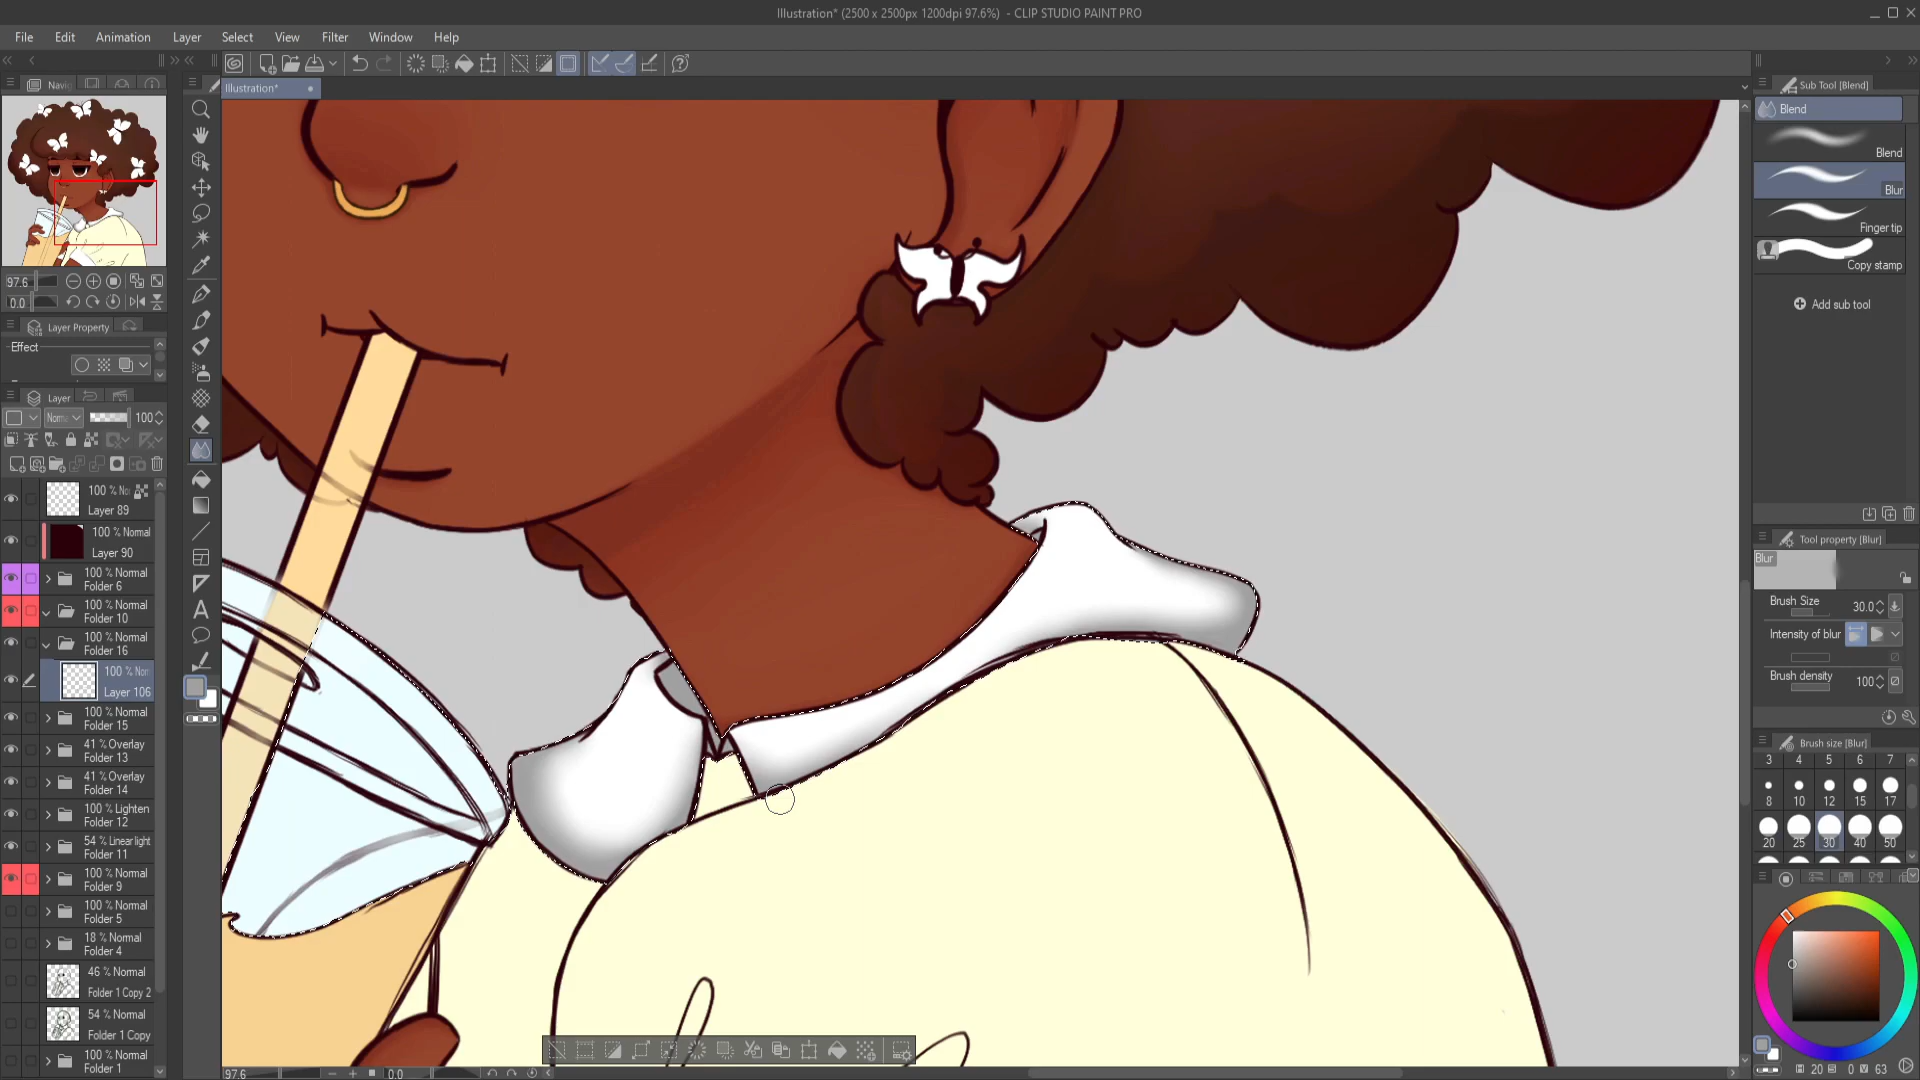 Illustration* (2500 x 2500px 1200dpi 97.6%)  - CLIP STUDIO PAINT PRO
File Edit Animation Layer Select View Filter Window Help
Illustration*
97.6
0.0
Layer Property
Effect
Layer
100
100 %
Layer 89
100 % Normal
Layer 90
100 % Normal
Folder 6
100 % Normal
Folder 10
100 % Normal
Folder 16
100 %
Layer 106
100 % Normal
Folder 15
41 % Overlay
Folder 13
41 % Overlay
Folder 14
100 % Lighten
Folder 12
54 % Linear light
Folder 11
100 % Normal
Folder 9
100 % Normal
Folder 5
18 % Normal
Folder 4
46 % Normal
Folder 1 Copy 2
54 % Normal
Folder 1 Copy
100 % Normal
Folder 1
97.6 0.0
Sub Tool [Blend]
Blend
Blend
Blur
Finger tip
Copy stamp
Add sub tool
Tool property [Blur]
Blur
Brush Size 30.0
Intensity of blur
Brush density 100
Brush size [Blur]
3 4 5 6 7
8 10 12 15 17
20 25 30 40 50
20 0 63